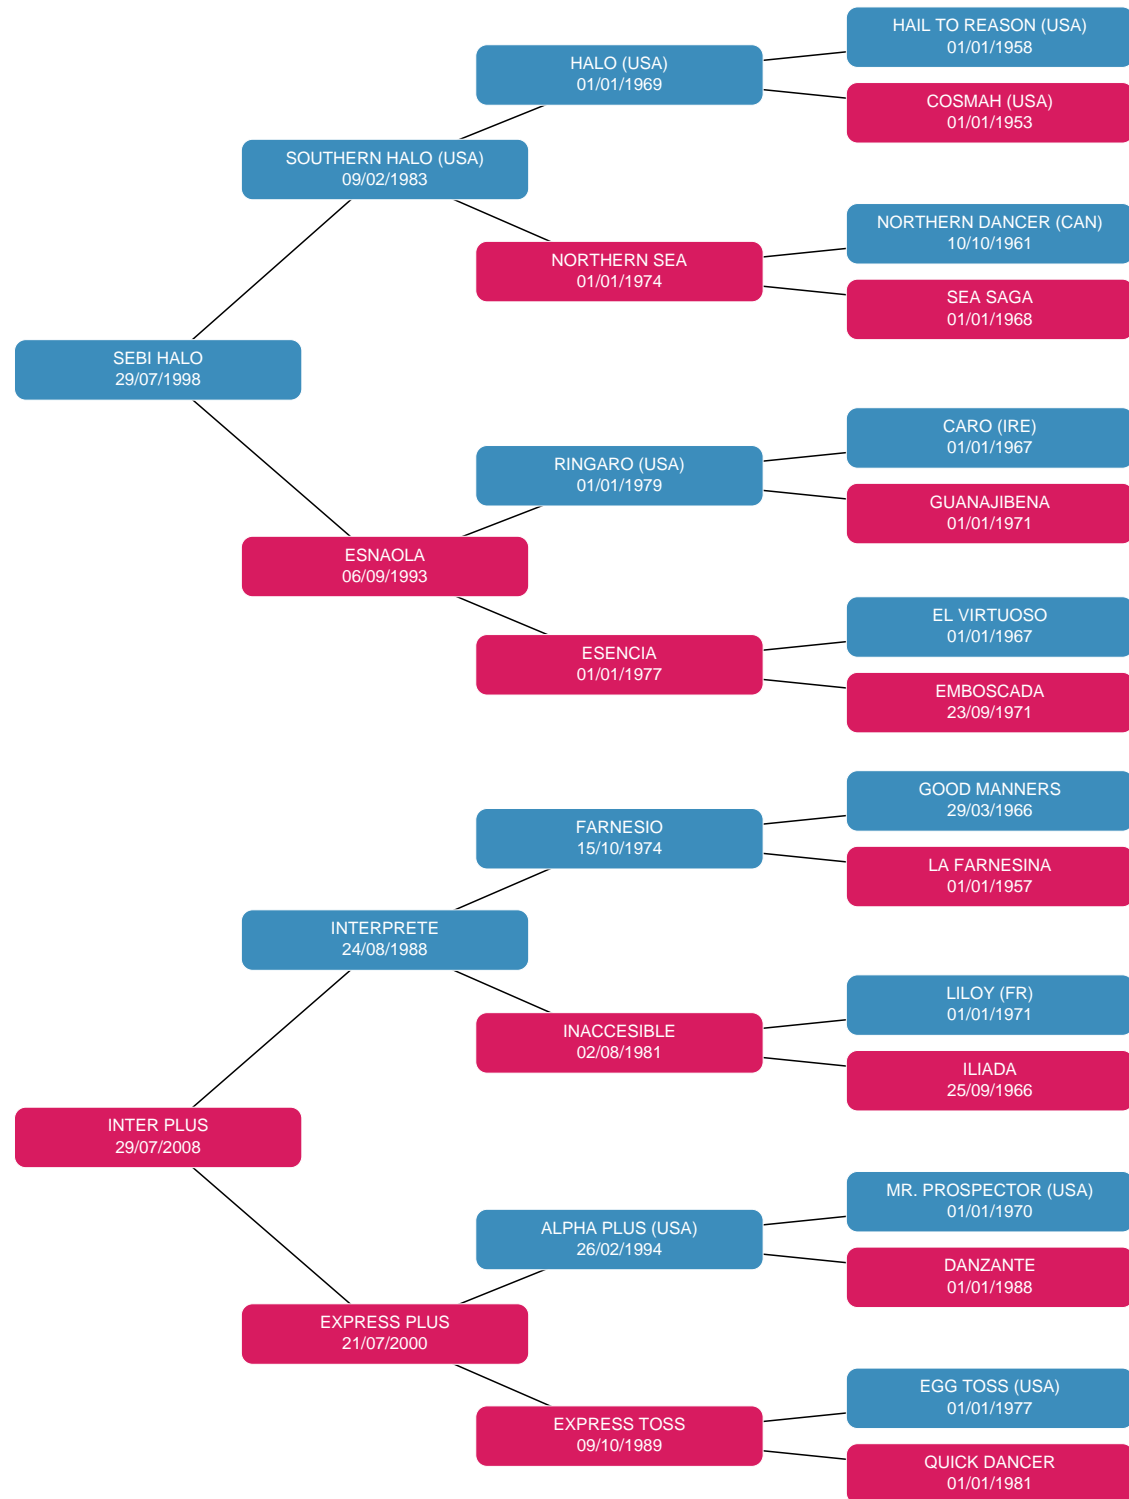 HAIL TO REASON (USA)
01/01/1958
HALO (USA)
01/01/1969
COSMAH (USA)
01/01/1953
SOUTHERN HALO (USA)
09/02/1983
NORTHERN DANCER (CAN)
10/10/1961
NORTHERN SEA
01/01/1974
SEA SAGA
01/01/1968
SEBI HALO
29/07/1998
CARO (IRE)
01/01/1967
RINGARO (USA)
01/01/1979
GUANAJIBENA
01/01/1971
ESNAOLA
06/09/1993
EL VIRTUOSO
01/01/1967
ESENCIA
01/01/1977
EMBOSCADA
23/09/1971
GOOD MANNERS
29/03/1966
FARNESIO
15/10/1974
LA FARNESINA
01/01/1957
INTERPRETE
24/08/1988
LILOY (FR)
01/01/1971
INACCESIBLE
02/08/1981
ILIADA
25/09/1966
INTER PLUS
29/07/2008
MR. PROSPECTOR (USA)
01/01/1970
ALPHA PLUS (USA)
26/02/1994
DANZANTE
01/01/1988
EXPRESS PLUS
21/07/2000
EGG TOSS (USA)
01/01/1977
EXPRESS TOSS
09/10/1989
QUICK DANCER
01/01/1981